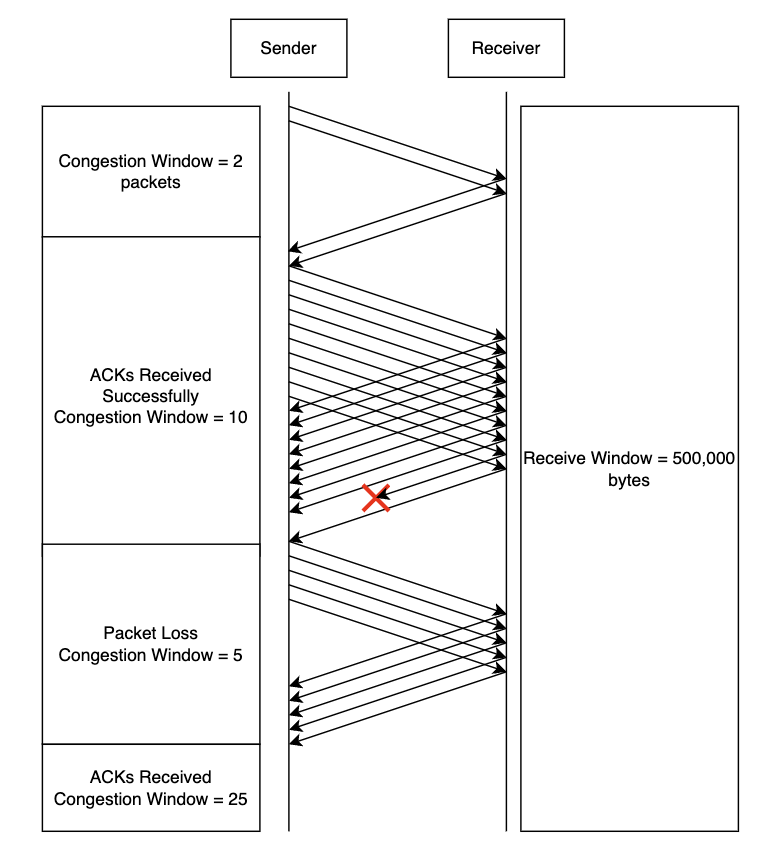 Sender
Receiver
Congestion Window = 2
packets
ACKs Received
Successfully
Congestion Window = 10
Receive Window = 500,000
bytes
Packet Loss
Congestion Window = 5
ACKs Received
Congestion Window = 25